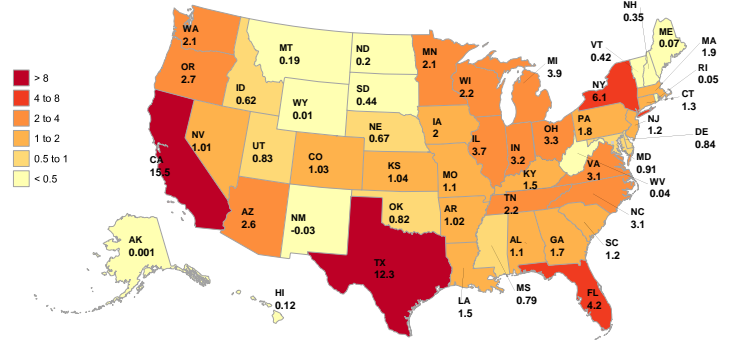 NH
0.35
WA
2.1
MT
0.19
ND
0.2
MN
2.1
VT
0.42
ME
0.07
MA
1.9
OR
2.7
ID
0.62
SD
0.44
WI
2.2
MI
3.9
NY
6.1
RI
0.05
CT
1.3
> 8
4 to 8
2 to 4
1 to 2
0.5 to 1
< 0.5
WY
0.01
NE
0.67
IA
2
PA
1.8
NJ
1.2
NV
1.01
UT
0.83
CO
1.03
IL
3.7
IN
3.2
OH
3.3
DE
0.84
CA
15.5
KS
1.04
MO
1.1
KY
1.5
VA
3.1
MD
0.91
WV
0.04
AZ
2.6
NM
-0.03
OK
0.82
AR
1.02
TN
2.2
NC
3.1
AK
0.001
TX
12.3
AL
1.1
GA
1.7
SC
1.2
HI
0.12
LA
1.5
MS
0.79
FL
4.2